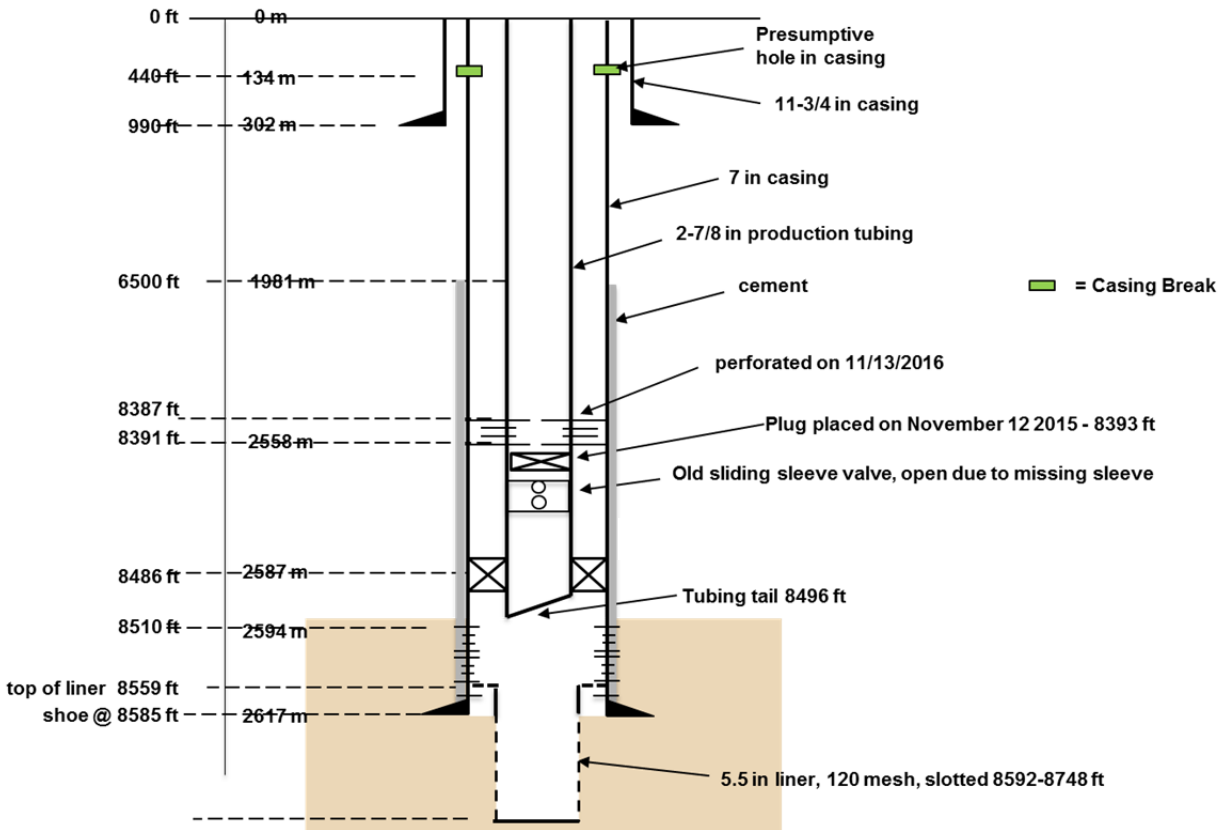 0 ft 0 m
Presumptive
hole in casing
440 ft 134 m
11-3/4 in casing
990 ft 302 m
7 in casing
2-7/8 in production tubing
6500 ft 1981 m
cement
= Casing Break
perforated on 11/13/2016
8387 ft
Plug placed on November 12 2015 - 8393 ft
8391 ft 2558 m
Old sliding sleeve valve, open due to missing sleeve
8486 ft 2587 m
Tubing tail 8496 ft
8510 ft 2594 m
top of liner 8559 ft
shoe @ 8585 ft 2617 m
5.5 in liner, 120 mesh, slotted 8592-8748 ft